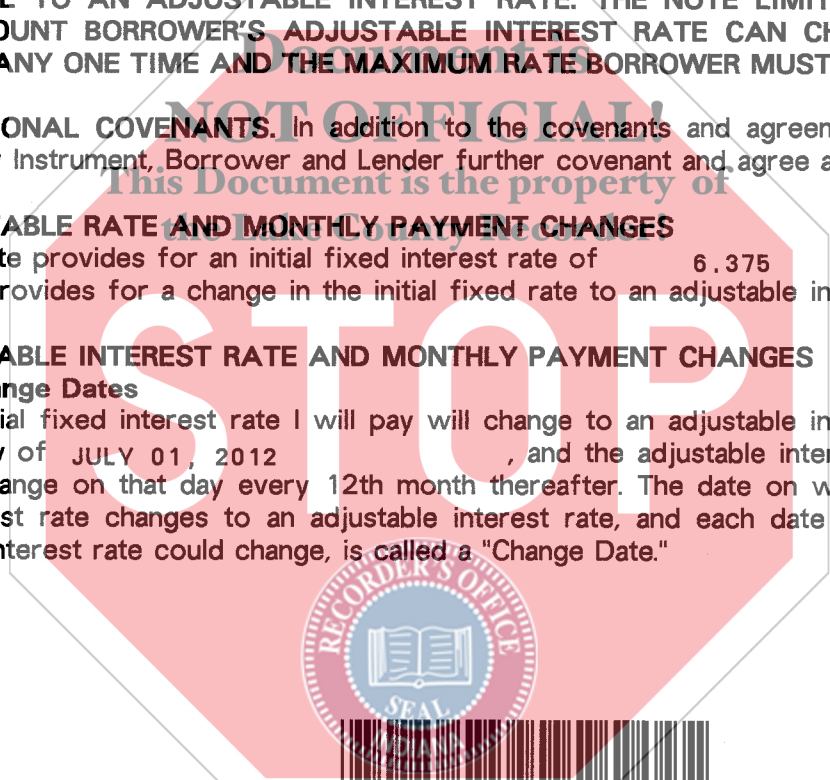 TO AN ADJUSTABLE INTEREST RATE. THE NOTE LIMIT
OUNT BORROWER'S ADJUSTABLE INTEREST RATE CAN CH
ANY ONE TIME AND THE MAXIMUM RATE BORROWER MUST
Document is
NOT OFFICIAL!
ONAL COVENANTS. In addition to the covenants and agreem
Instrument, Borrower and Lender further covenant and agree a
This Document is the property of
the Lake County Recorder!
ABLE RATE AND MONTHLY PAYMENT CHANGES
te provides for an initial fixed interest rate of 6.375
rovides for a change in the initial fixed rate to an adjustable in
STOP
ABLE INTEREST RATE AND MONTHLY PAYMENT CHANGES
nge Dates
ial fixed interest rate I will pay will change to an adjustable in
y of JULY 01, 2012 , and the adjustable inter
ange on that day every 12th month thereafter. The date on w
st rate changes to an adjustable interest rate, and each date
nterest rate could change, is called a "Change Date."
RECORDER'S OFFICE
SEAL
INDIANA